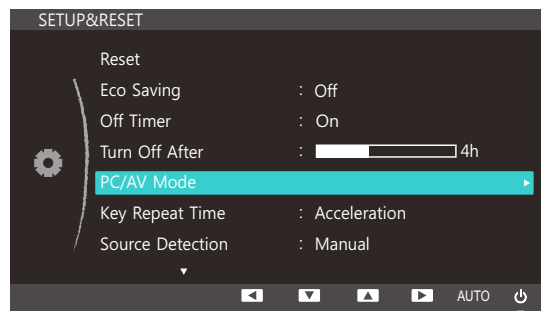 SETUP&RESET
Reset
Eco Saving : Off
Off Timer : On
Turn Off After : 4h
PC/AV Mode
Key Repeat Time : Acceleration
Source Detection : Manual
AUTO